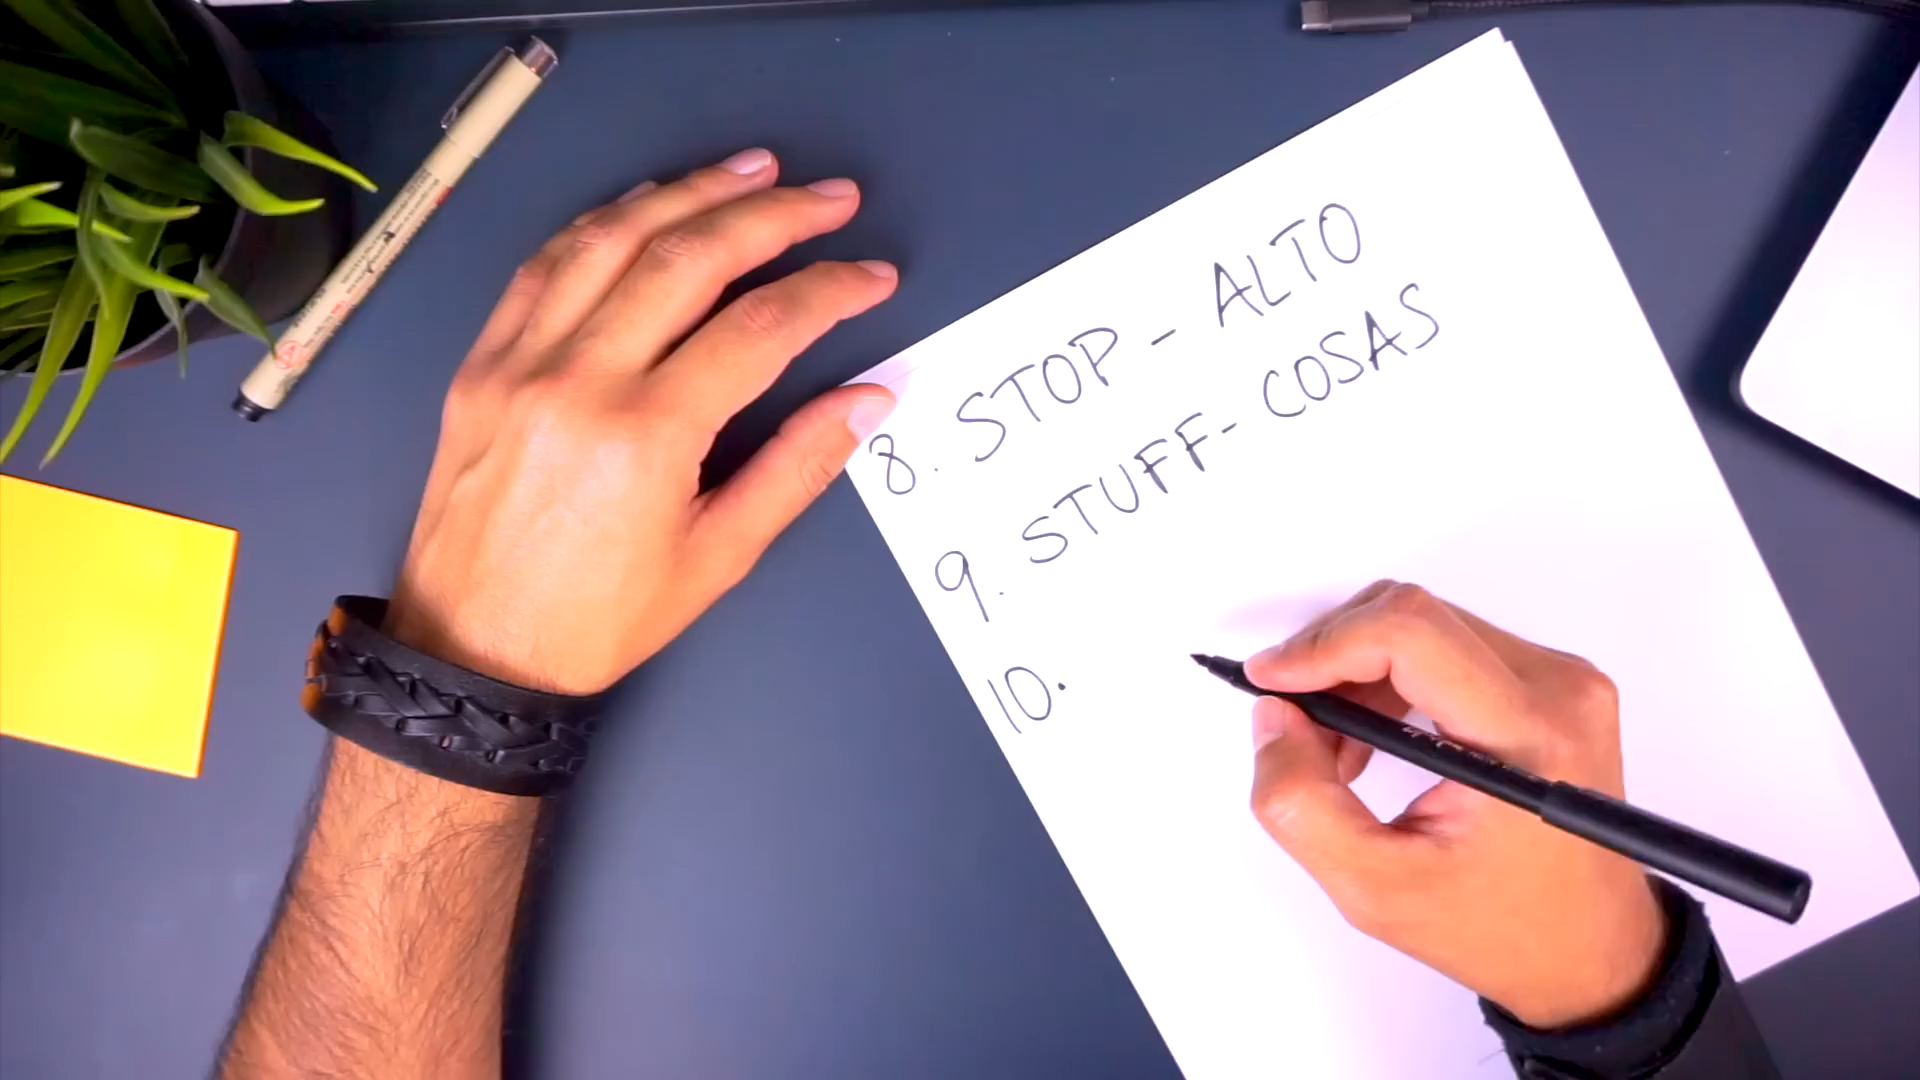 8. STOP - ALTO
9. STUFF - COSAS
10.